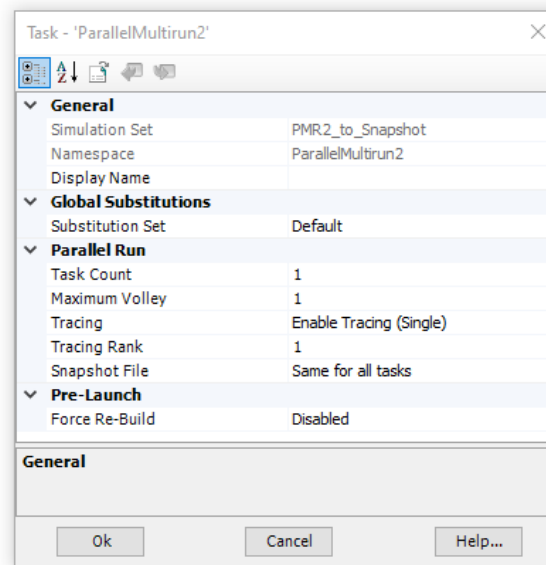 Task - 'ParallelMultirun2'
General
Simulation Set PMR2_to_Snapshot
Namespace ParallelMultirun2
Display Name
Global Substitutions
Substitution Set Default
Parallel Run
Task Count 1
Maximum Volley 1
Tracing Enable Tracing (Single)
Tracing Rank 1
Snapshot File Same for all tasks
Pre-Launch
Force Re-Build Disabled
General
Ok Cancel Help...